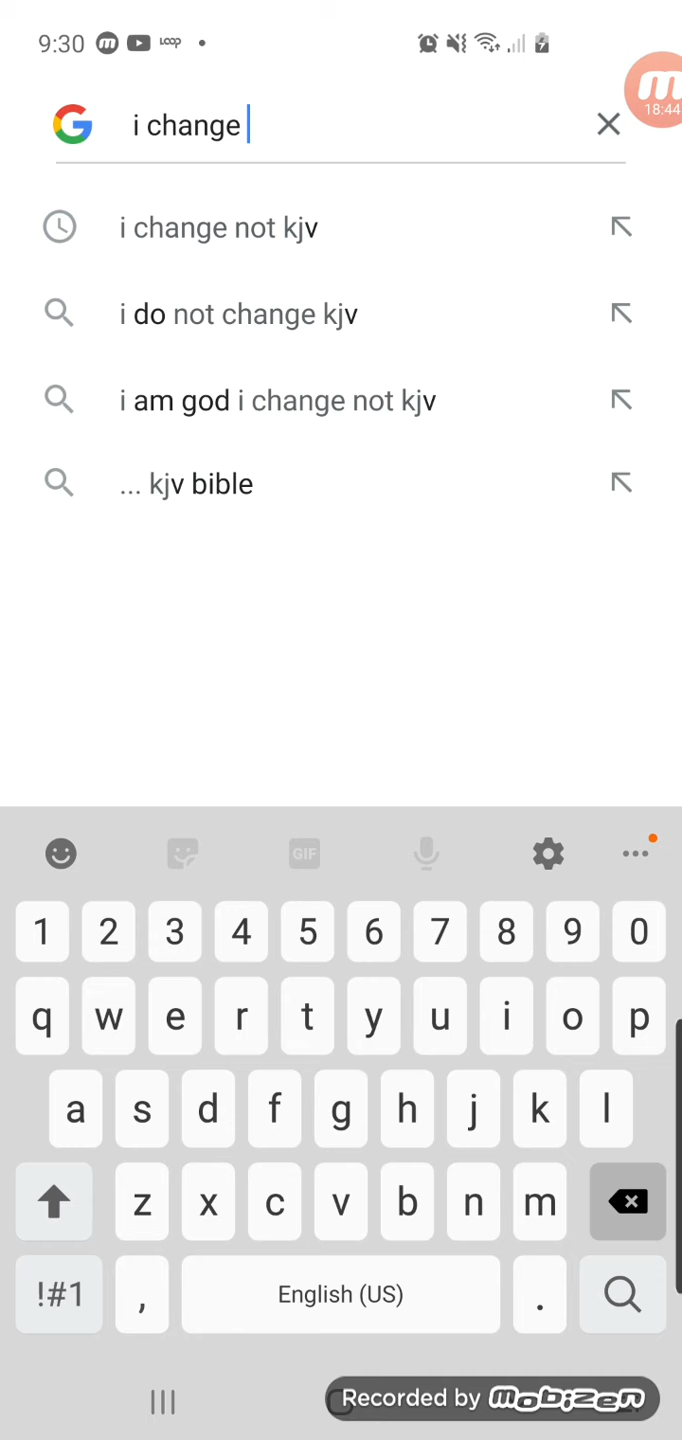 9:30 m LOOP
m
18:44
i change
i change not kjv
i do not change kjv
i am god i change not kjv
... kjv bible
GIF
1 2 3 4 5 6 7 8 9 0
q w e r t y u i o p
a s d f g h j k l
z x c v b n m
!#1 , English (US) .
Recorded by mobizen